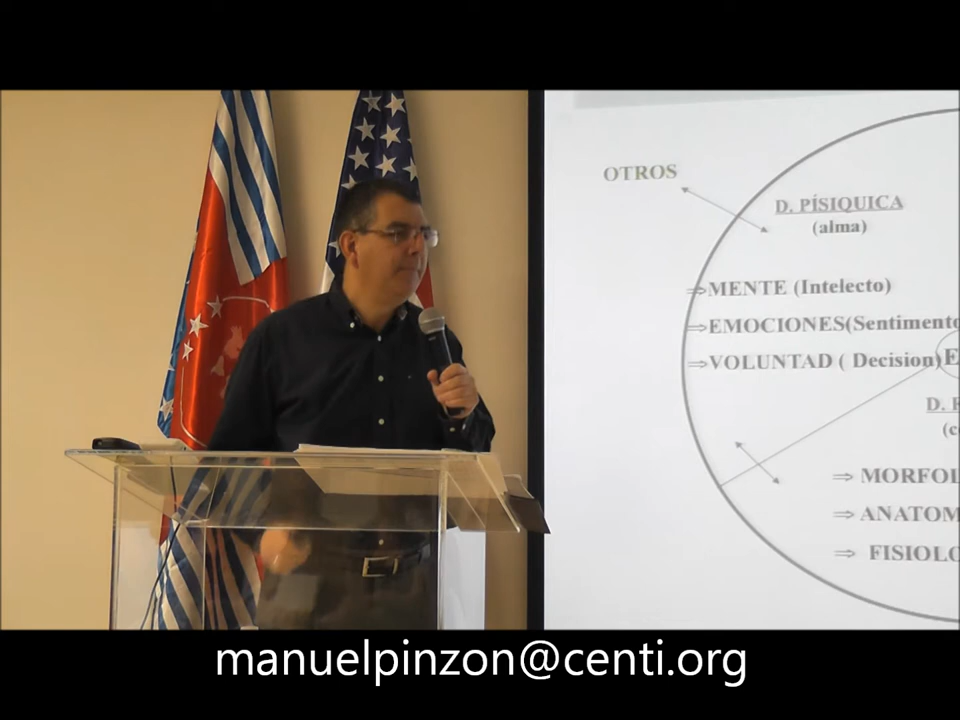 OTROS
D. PÍSIQUICA
(alma)
⇒MENTE (Intelecto)
⇒EMOCIONES(Sentimento
⇒VOLUNTAD ( Decision)
D.
⇒ MORFOL
⇒ ANATOM
⇒ FISIOLO
manuelpinzon@centi.org